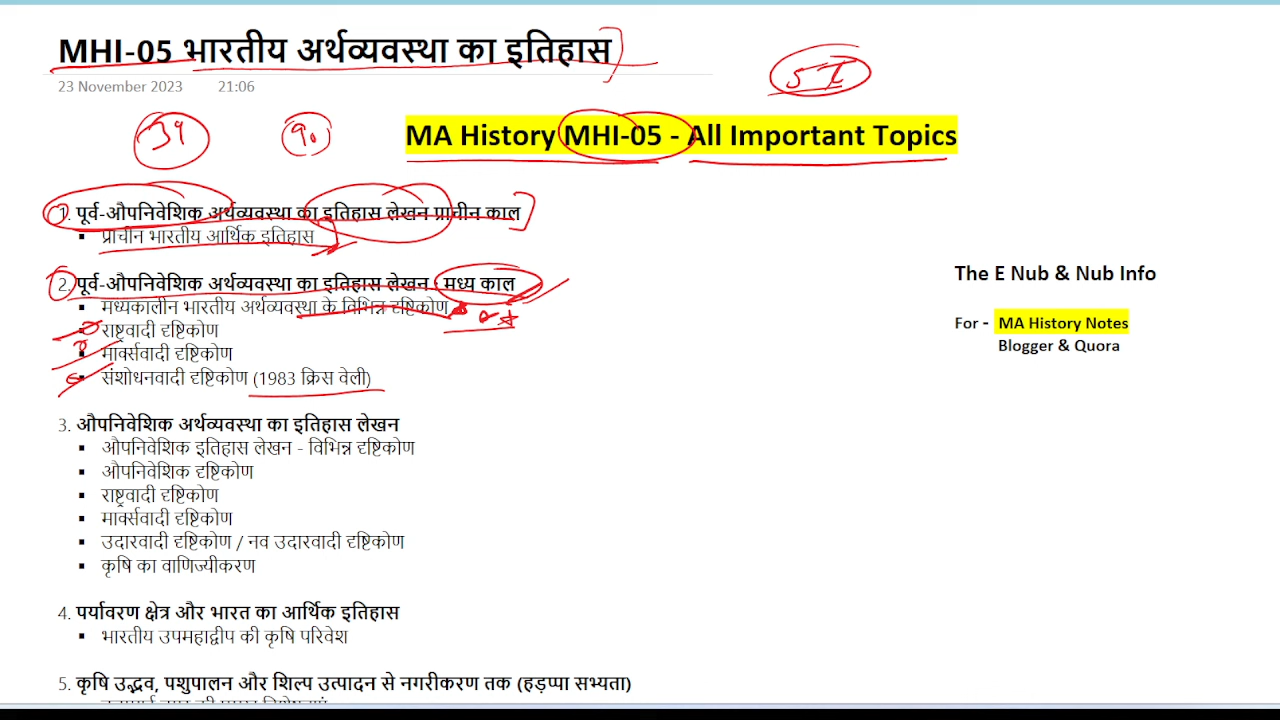 MHI-05 भारतीय अर्थव्यवस्था का इतिहास
23 November 2023 21:06
5I
34 90
MA History MHI-05 - All Important Topics
1. पूर्व-औपनिवेशिक अर्थव्यवस्था का इतिहास लेखन प्राचीन काल
▪ प्राचीन भारतीय आर्थिक इतिहास
2. पूर्व-औपनिवेशिक अर्थव्यवस्था का इतिहास लेखन - मध्य काल
▪ मध्यकालीन भारतीय अर्थव्यवस्था के विभिन्न दृष्टिकोण
▪ राष्ट्रवादी दृष्टिकोण
▪ मार्क्सवादी दृष्टिकोण
▪ संशोधनवादी दृष्टिकोण (1983 क्रिस वेली)
The E Nub & Nub Info
For - MA History Notes
Blogger & Quora
3. औपनिवेशिक अर्थव्यवस्था का इतिहास लेखन
▪ औपनिवेशिक इतिहास लेखन - विभिन्न दृष्टिकोण
▪ औपनिवेशिक दृष्टिकोण
▪ राष्ट्रवादी दृष्टिकोण
▪ मार्क्सवादी दृष्टिकोण
▪ उदारवादी दृष्टिकोण / नव उदारवादी दृष्टिकोण
▪ कृषि का वाणिज्यीकरण
4. पर्यावरण क्षेत्र और भारत का आर्थिक इतिहास
▪ भारतीय उपमहाद्वीप की कृषि परिवेश
5. कृषि उद्भव, पशुपालन और शिल्प उत्पादन से नगरीकरण तक (हड़प्पा सभ्यता)